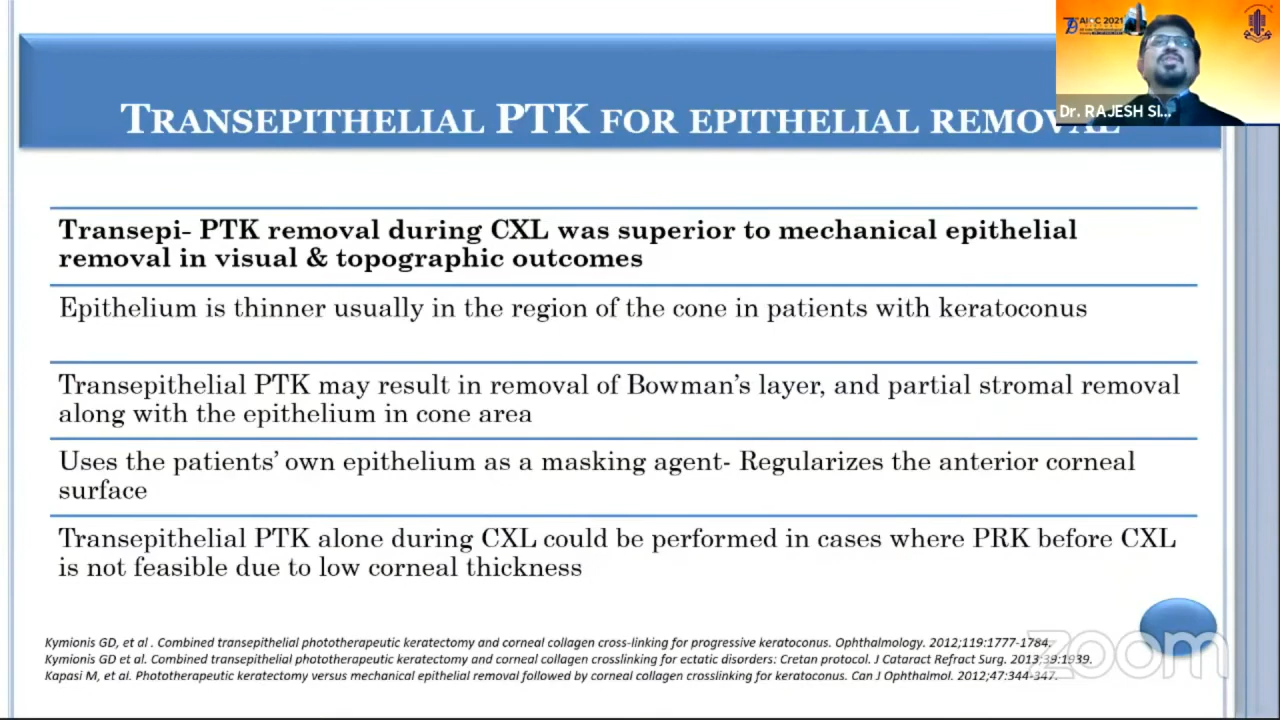 AIOC 2021
TRANSEPITHELIAL PTK FOR EPITHELIAL REMOVAL
Dr. RAJESH SI...
Transepi- PTK removal during CXL was superior to mechanical epithelial
removal in visual & topographic outcomes
Epithelium is thinner usually in the region of the cone in patients with keratoconus
Transepithelial PTK may result in removal of Bowman's layer, and partial stromal removal
along with the epithelium in cone area
Uses the patients' own epithelium as a masking agent- Regularizes the anterior corneal
surface
Transepithelial PTK alone during CXL could be performed in cases where PRK before CXL
is not feasible due to low corneal thickness
Kymionis GD, et al . Combined transepithelial phototherapeutic keratectomy and corneal collagen cross-linking for progressive keratoconus. Ophthalmology. 2012;119:1777-1784.
Kymionis GD et al. Combined transepithelial phototherapeutic keratectomy and corneal collagen crosslinking for ectatic disorders: Cretan protocol. J Cataract Refract Surg. 2013;39:1939.
Kapasi M, et al. Phototherapeutic keratectomy versus mechanical epithelial removal followed by corneal collagen crosslinking for keratoconus. Can J Ophthalmol. 2012;47:344-347.
zoom